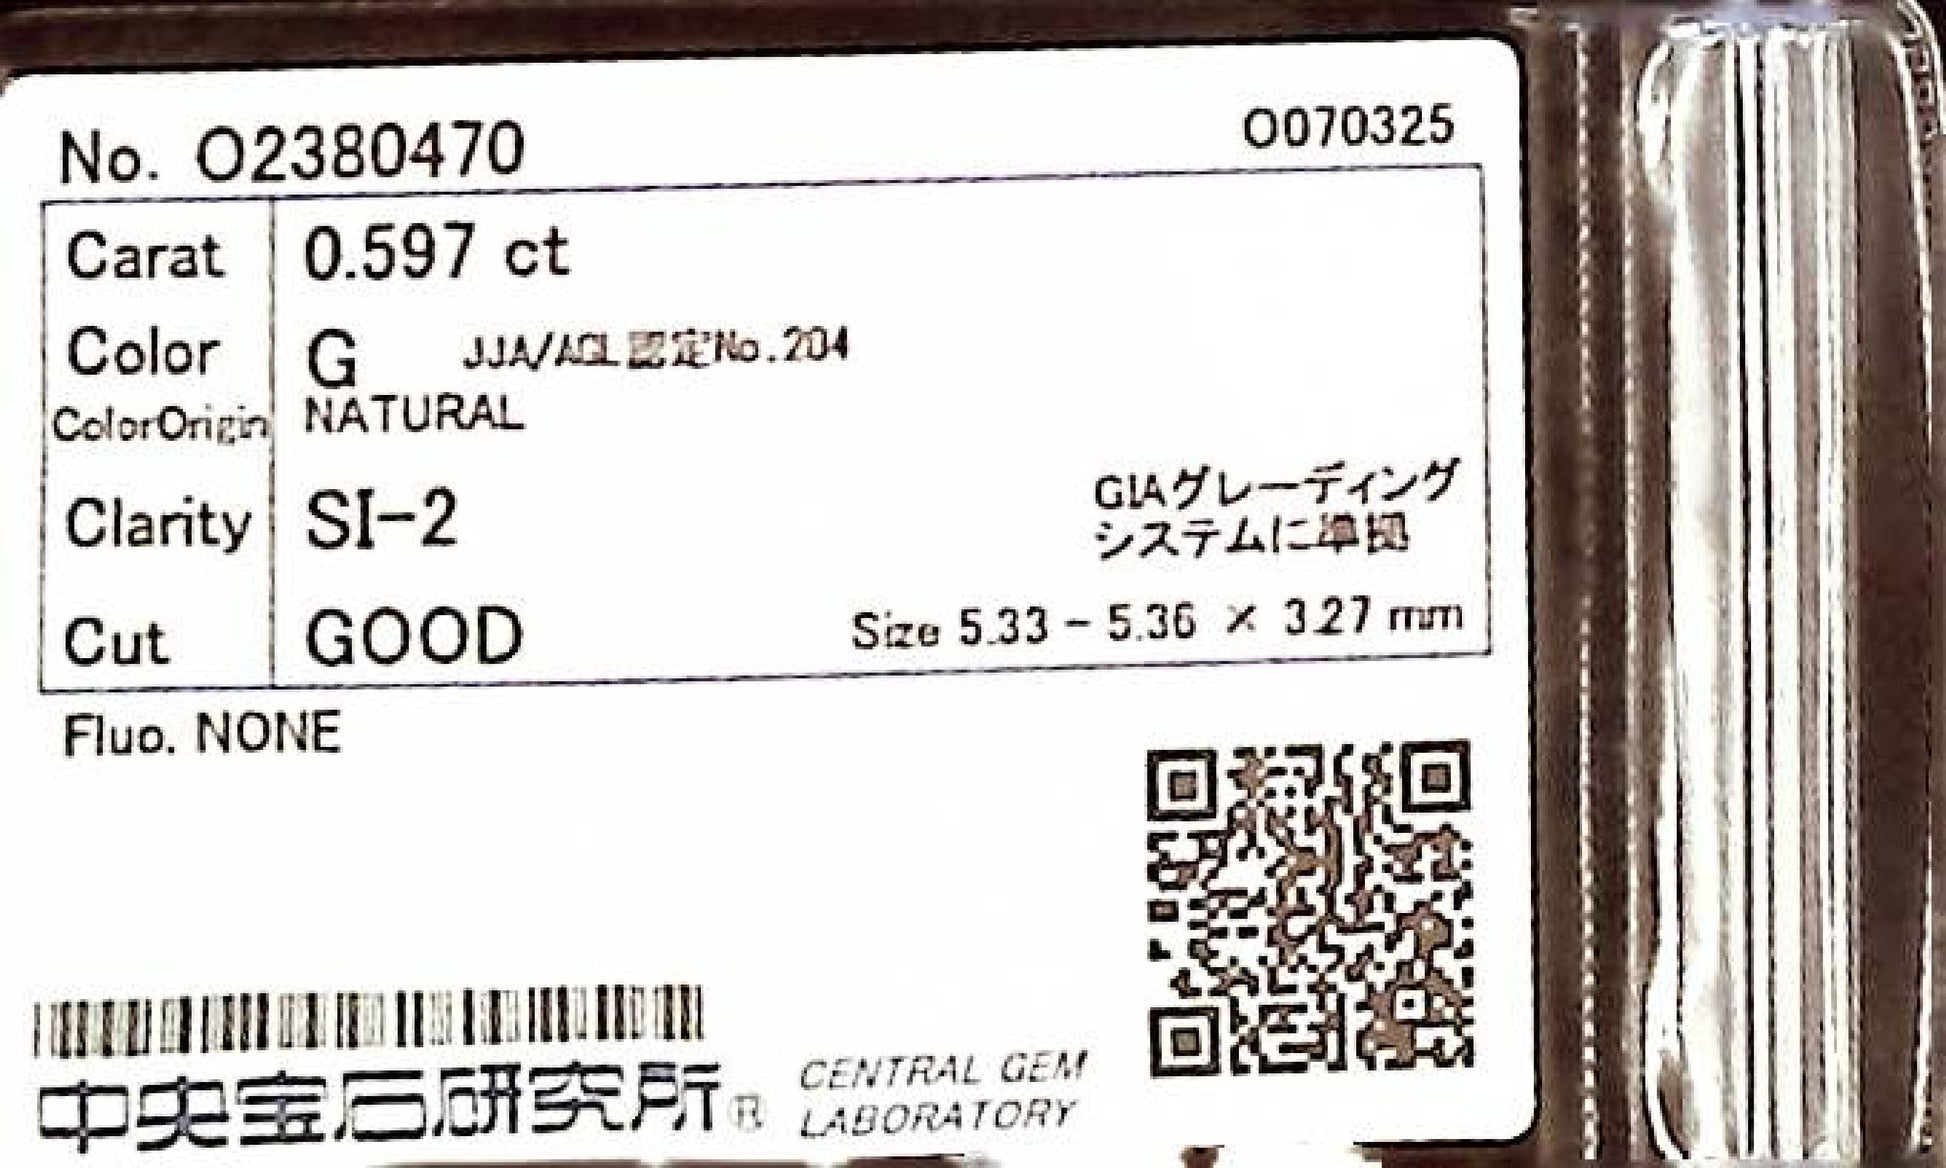 No. O2380470
O070325
Carat 0.597 ct
Color G JJA/AGL認定No.204
ColorOrigin NATURAL
Clarity SI-2
GIAグレーディング
システムに準拠
Cut GOOD Size 5.33 - 5.36 × 3.27 mm
Fluo. NONE
中央宝石研究所® CENTRAL GEM
LABORATORY